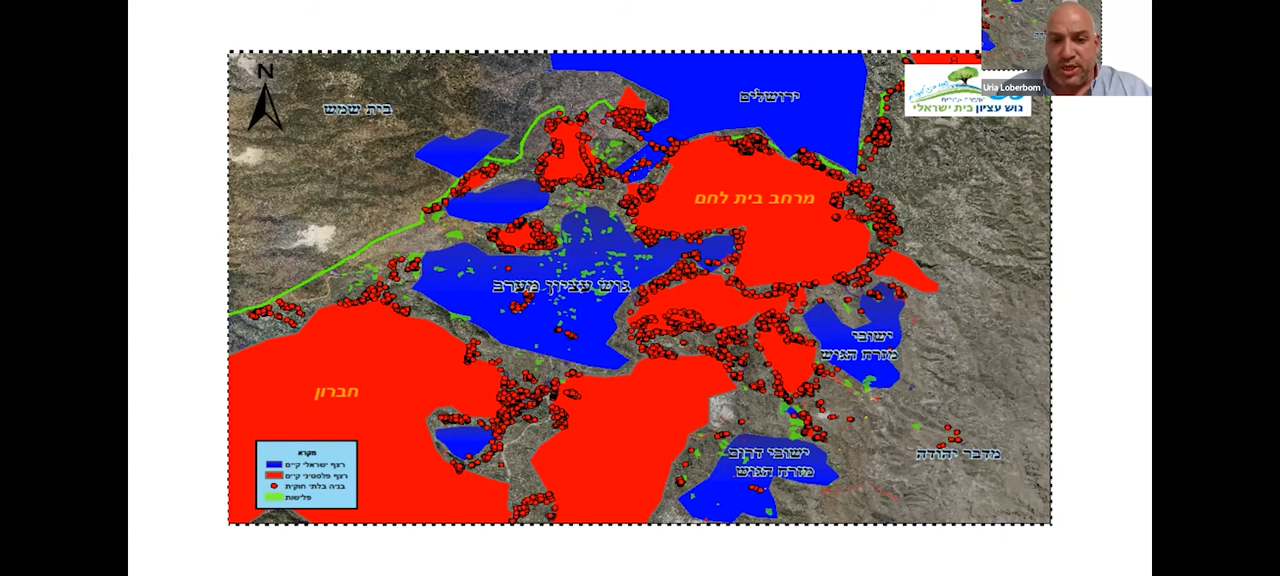 N
בית שמש
ירושלים
Uria Loberbom
גוש עציון בית ישראלי
מרחב בית לחם
גוש עציון מערב
ישובי
מזרח הגוש
חברון
מקרא
רצף ישראלי קיים
רצף פלסטיני קיים
בניה בלתי חוקית
פלישות
ישובי דרום
מזרח הגוש
מדבר יהודה